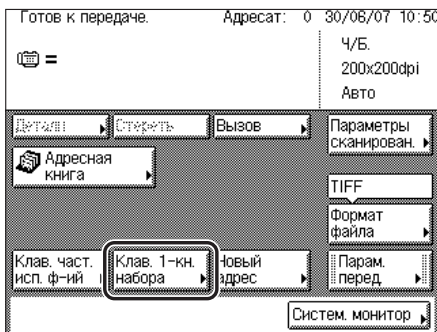 Готов к передаче. Адресат: 0 30/06/07 10:50
=
Ч/Б.
200x200dpi
Авто
Детали Стереть Вызов Параметры сканирован.
Адресная книга
TIFF
Формат файла
Клав. част. исп. ф-ий Клав. 1-кн. набора Новый адрес Парам. перед.
Систем. монитор